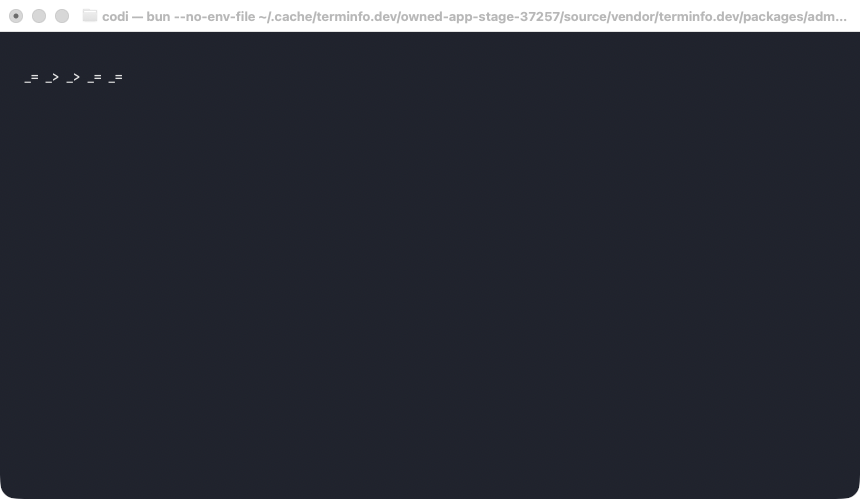 codi — bun --no-env-file ~/.cache/terminfo.dev/owned-app-stage-37257/source/vendor/terminfo.dev/packages/adm...
_= _> _> _= _=